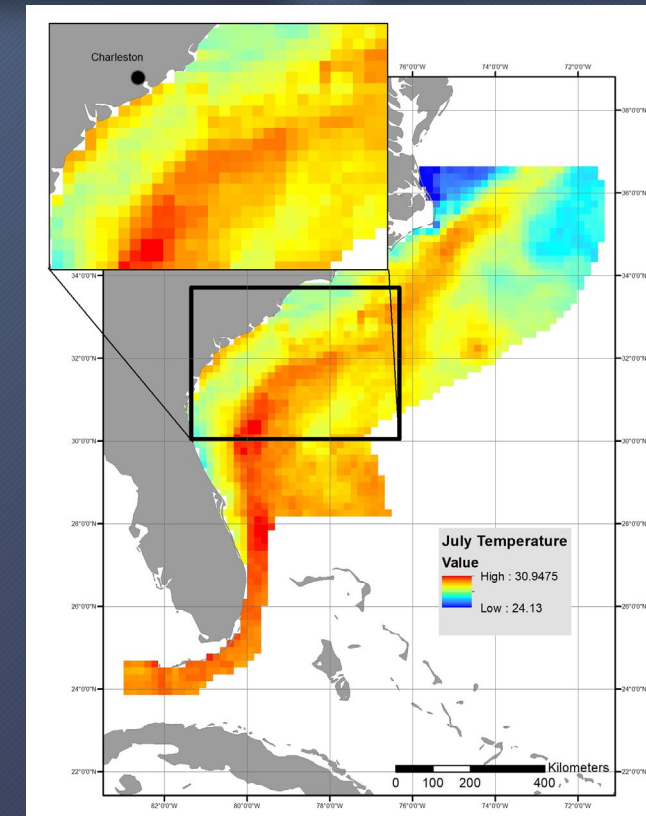 Charleston
76°0'0"W
74°0'0"W
72°0'0"W
38°0'0"N
36°0'0"N
34°0'0"N
34°0'0"N
32°0'0"N
32°0'0"N
30°0'0"N
30°0'0"N
28°0'0"N
28°0'0"N
July Temperature
Value
High : 30.9475
Low : 24.13
26°0'0"N
26°0'0"N
24°0'0"N
24°0'0"N
22°0'0"N
22°0'0"N
Kilometers
0 100 200 400
82°0'0"W
80°0'0"W
78°0'0"W
76°0'0"W
74°0'0"W
72°0'0"W